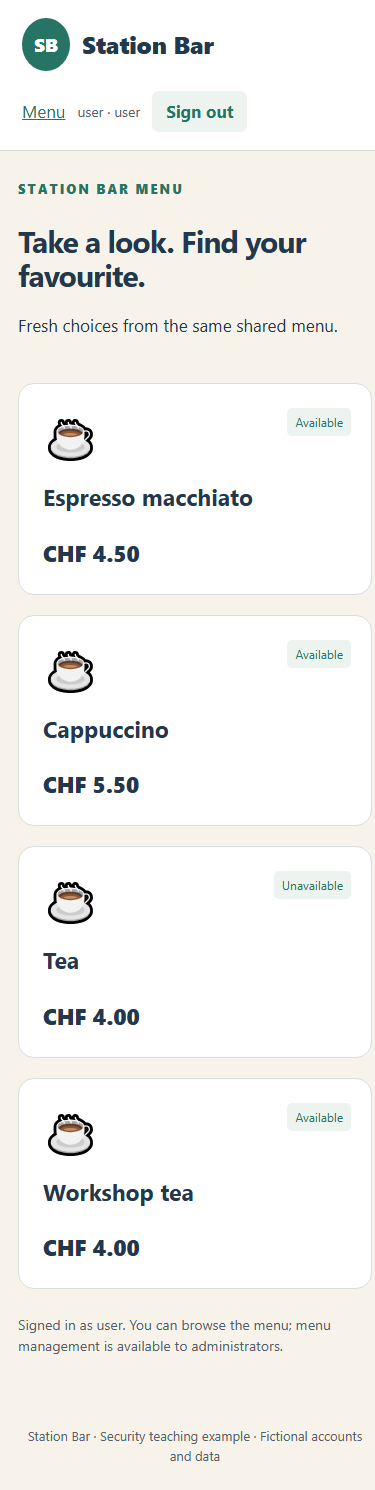 SB Station Bar
Menu user · user Sign out
STATION BAR MENU
Take a look. Find your
favourite.
Fresh choices from the same shared menu.
Available
Espresso macchiato
CHF 4.50
Available
Cappuccino
CHF 5.50
Unavailable
Tea
CHF 4.00
Available
Workshop tea
CHF 4.00
Signed in as user. You can browse the menu; menu
management is available to administrators.
Station Bar · Security teaching example · Fictional accounts
and data